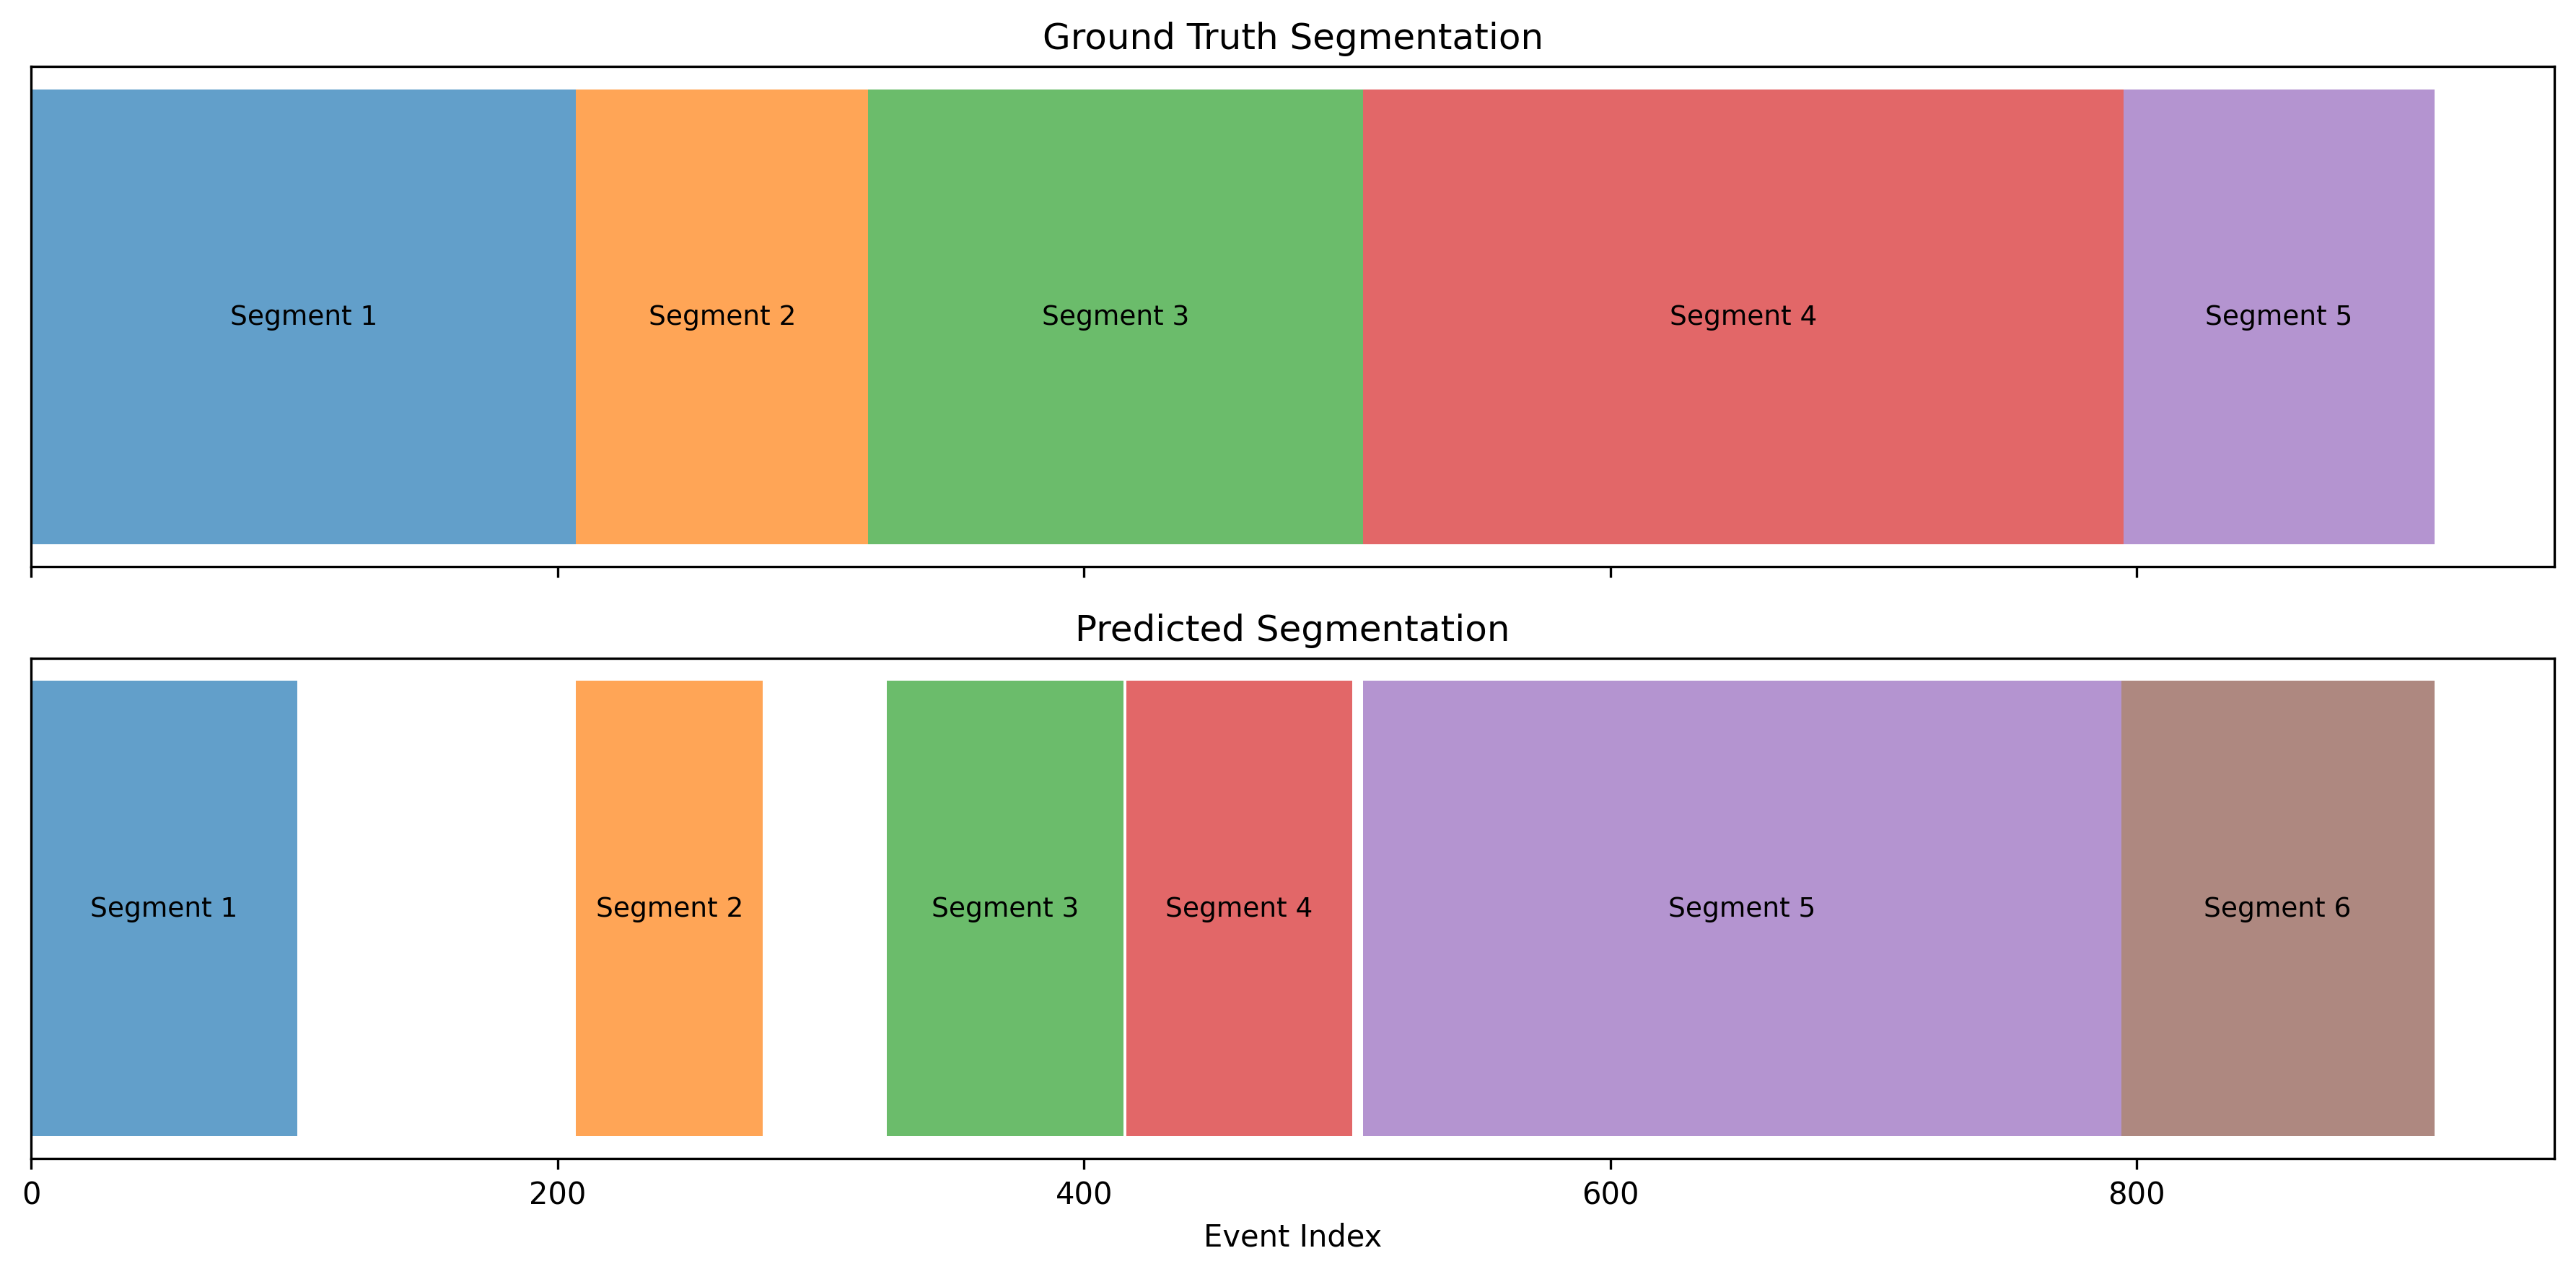 Ground Truth Segmentation
Segment 1 Segment 2 Segment 3 Segment 4 Segment 5
Predicted Segmentation
Segment 1 Segment 2 Segment 3 Segment 4 Segment 5 Segment 6
0 200 400 600 800
Event Index